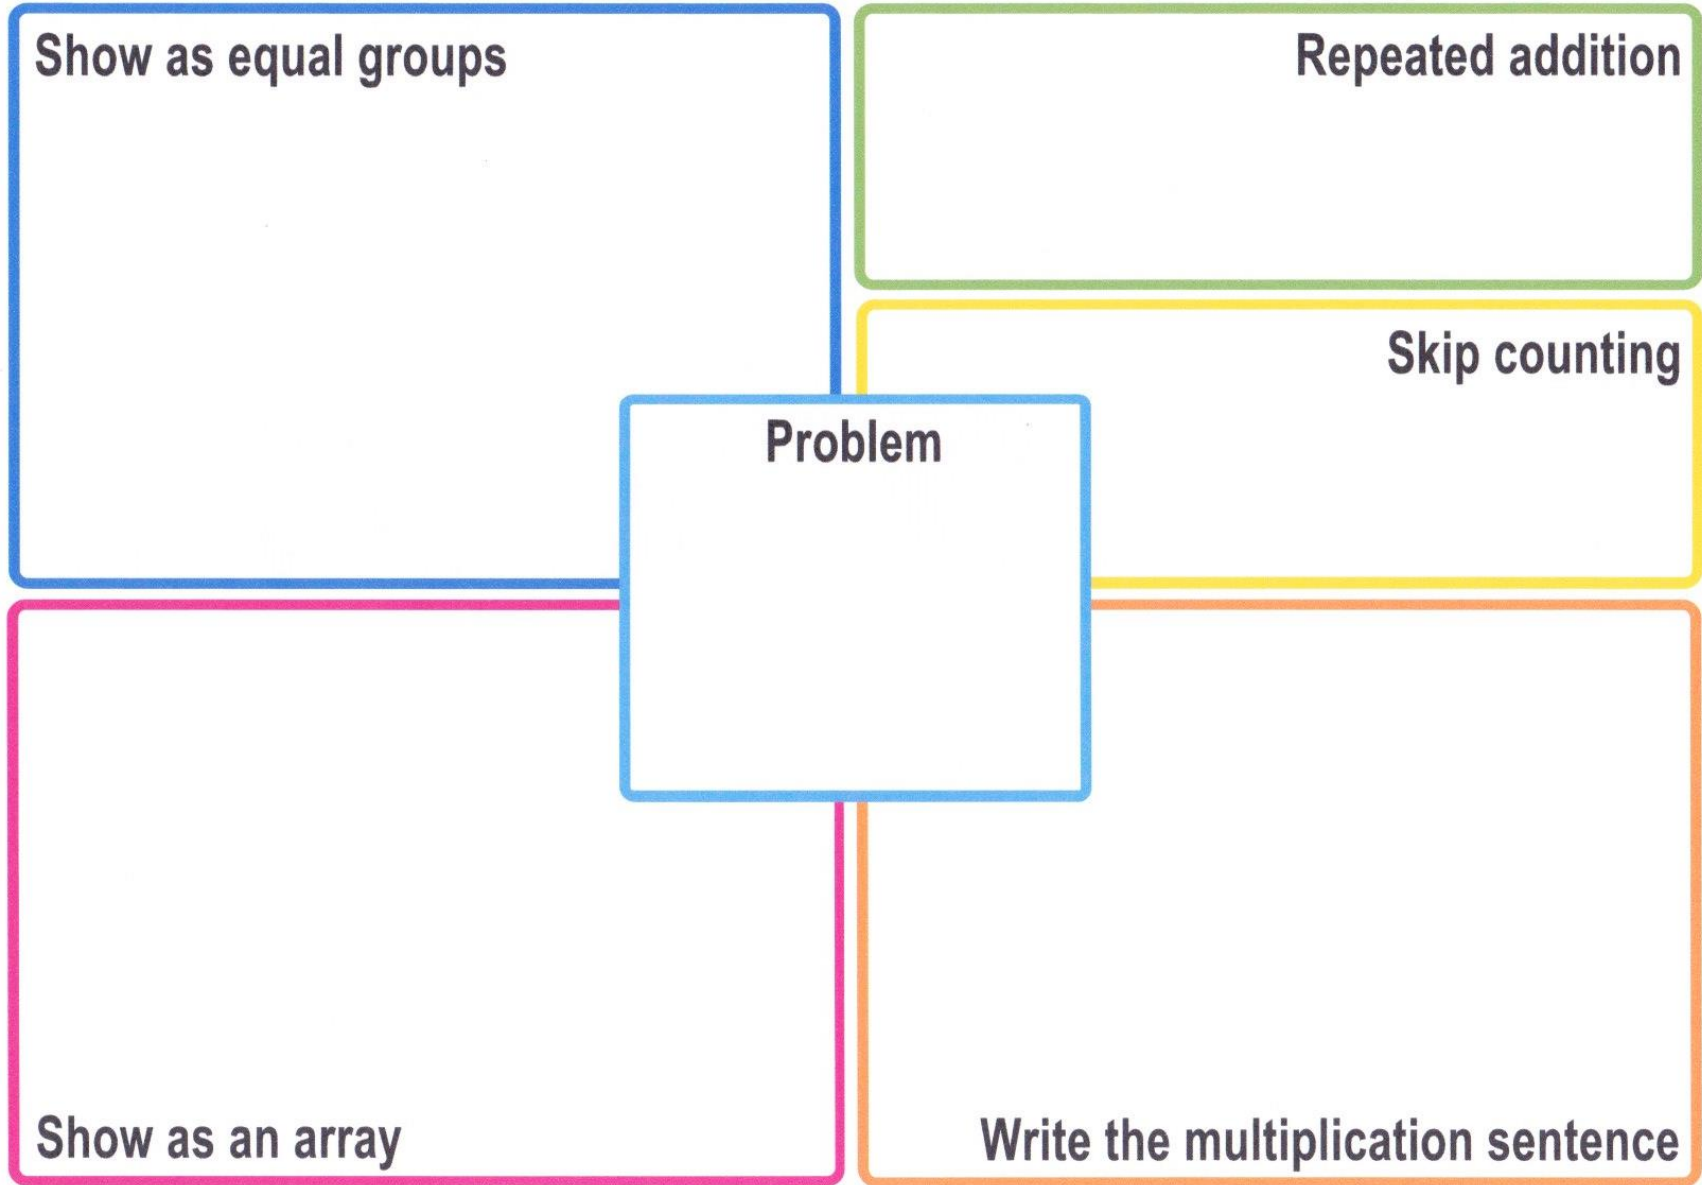 Show as equal groups
Repeated addition
Skip counting
Problem
Show as an array
Write the multiplication sentence